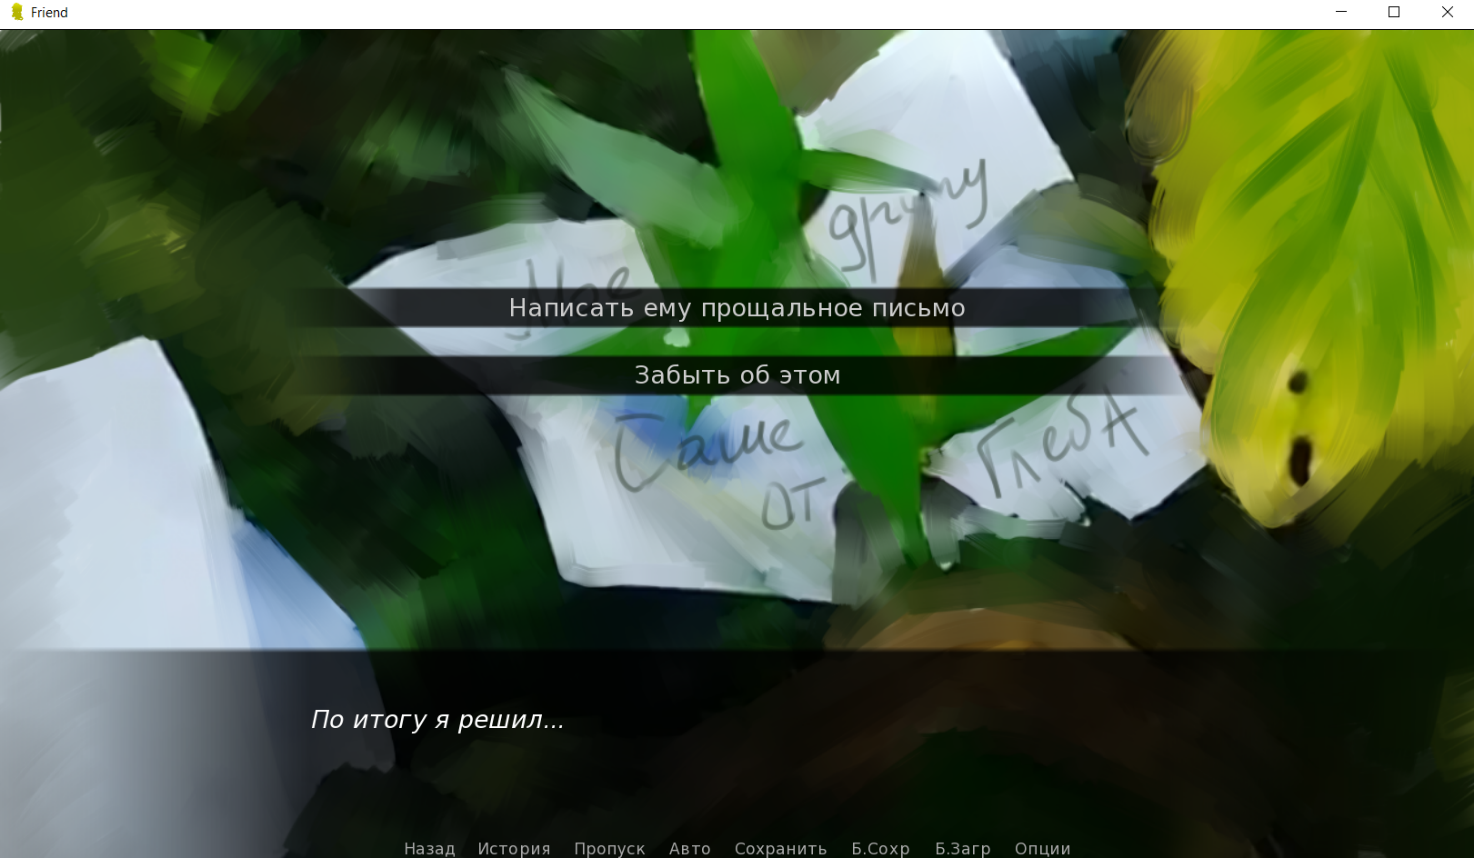 Friend
другу
Написать ему прощальное письмо
Забыть об этом
Саше
от
Глеба
По итогу я решил...
Назад История Пропуск Авто Сохранить Б.Сохр Б.Загр Опции